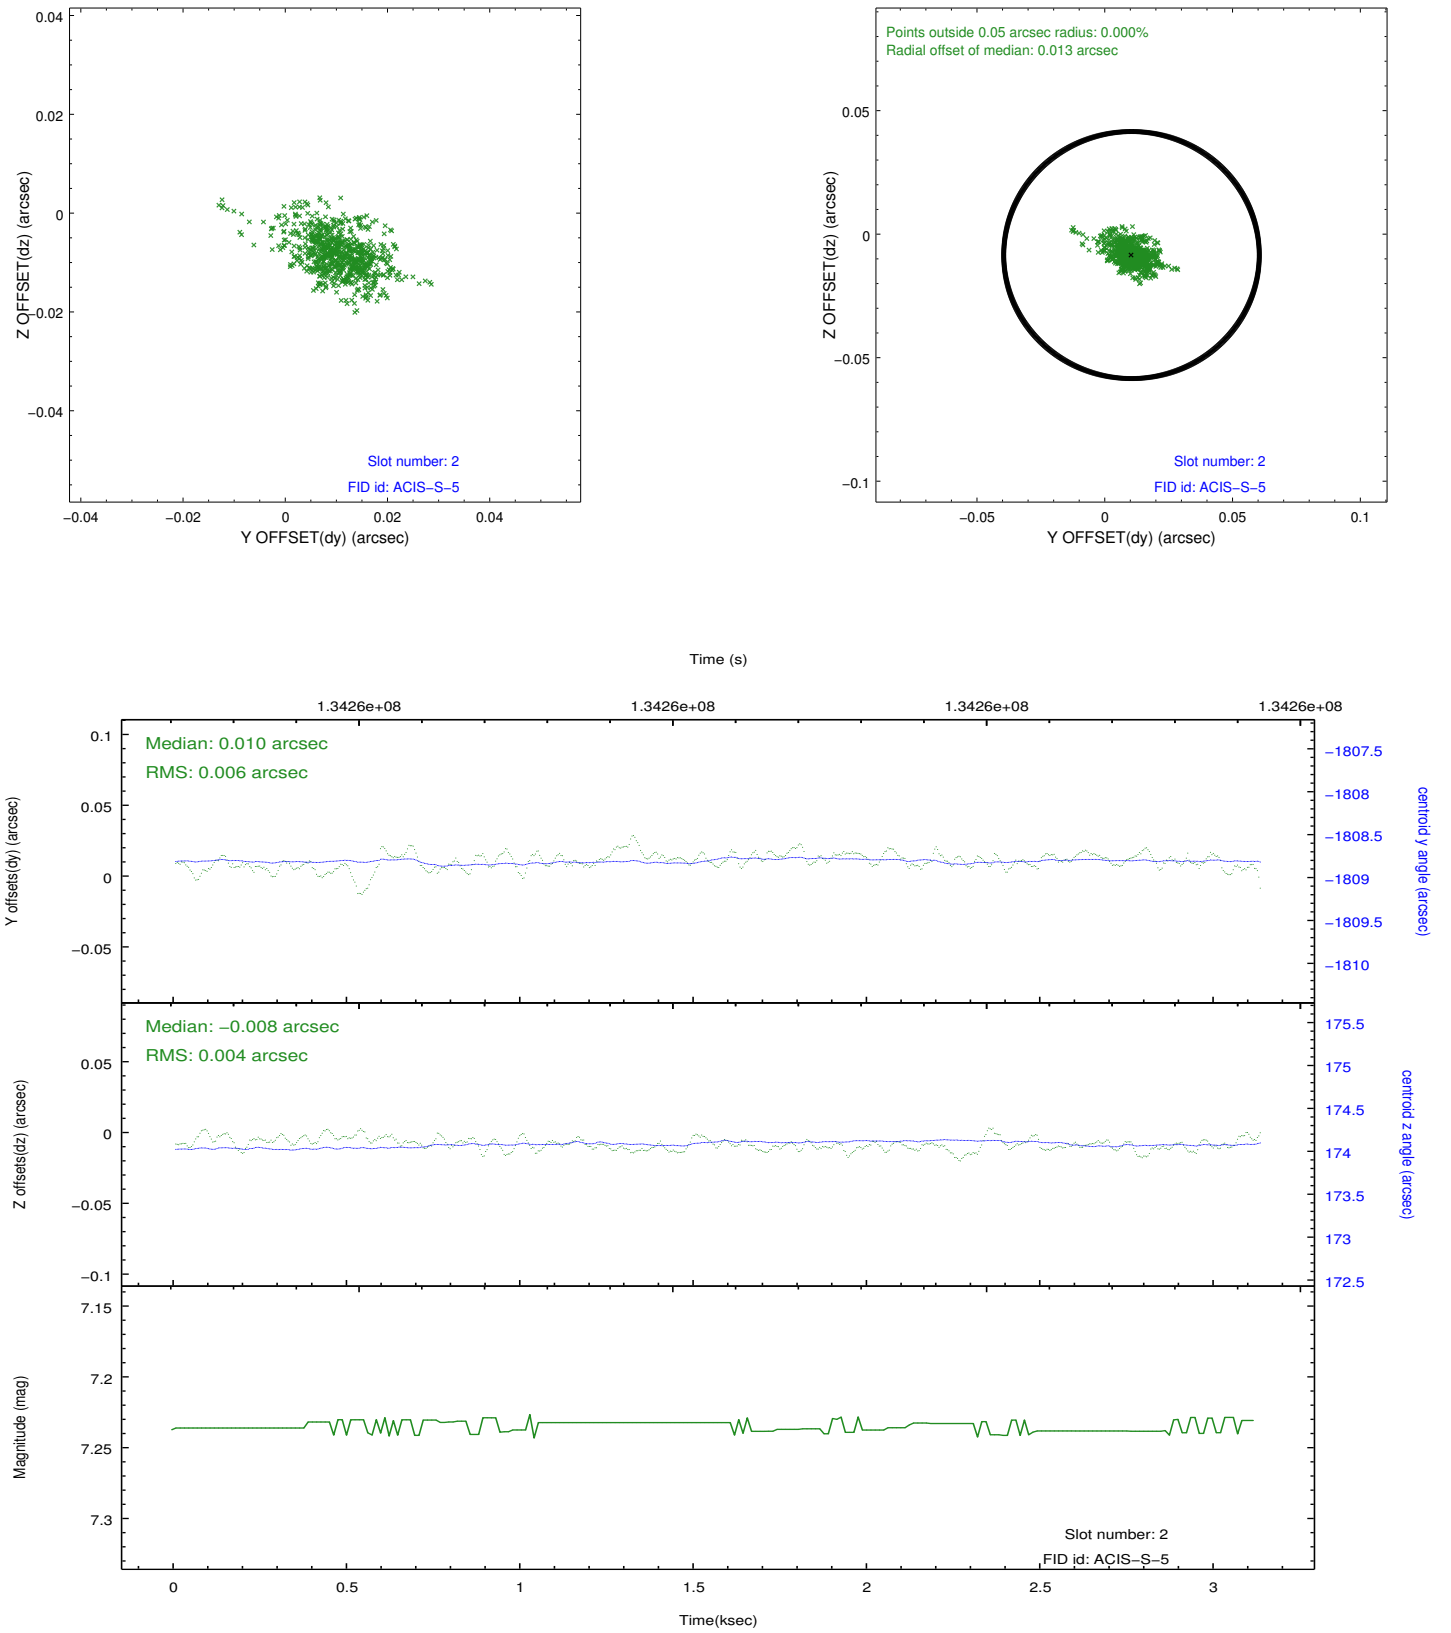 0.04
0.02
0
−0.02
−0.04
Z OFFSET(dz) (arcsec)
Slot number: 2
FID id: ACIS−S−5
−0.04
−0.02
0
0.02
0.04
Y OFFSET(dy) (arcsec)
Points outside 0.05 arcsec radius: 0.000%
Radial offset of median: 0.013 arcsec
0.05
0
−0.05
−0.1
Z OFFSET(dz) (arcsec)
Slot number: 2
FID id: ACIS−S−5
−0.05
0
0.05
0.1
Y OFFSET(dy) (arcsec)
Time (s)
1.3426e+08
1.3426e+08
1.3426e+08
1.3426e+08
Median: 0.010 arcsec
RMS: 0.006 arcsec
0.1
0.05
0
−0.05
Y offsets(dy) (arcsec)
−1807.5
−1808
−1808.5
−1809
−1809.5
−1810
centroid y angle (arcsec)
Median: −0.008 arcsec
RMS: 0.004 arcsec
0.05
0
−0.05
−0.1
Z offsets(dz) (arcsec)
175.5
175
174.5
174
173.5
173
172.5
centroid z angle (arcsec)
7.15
7.2
7.25
7.3
Magnitude (mag)
Slot number: 2
FID id: ACIS−S−5
0
0.5
1
1.5
2
2.5
3
Time(ksec)